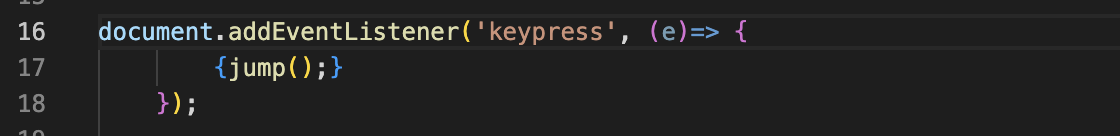 16 document.addEventListener('keypress', (e)=> {
17 {jump();}
18 });